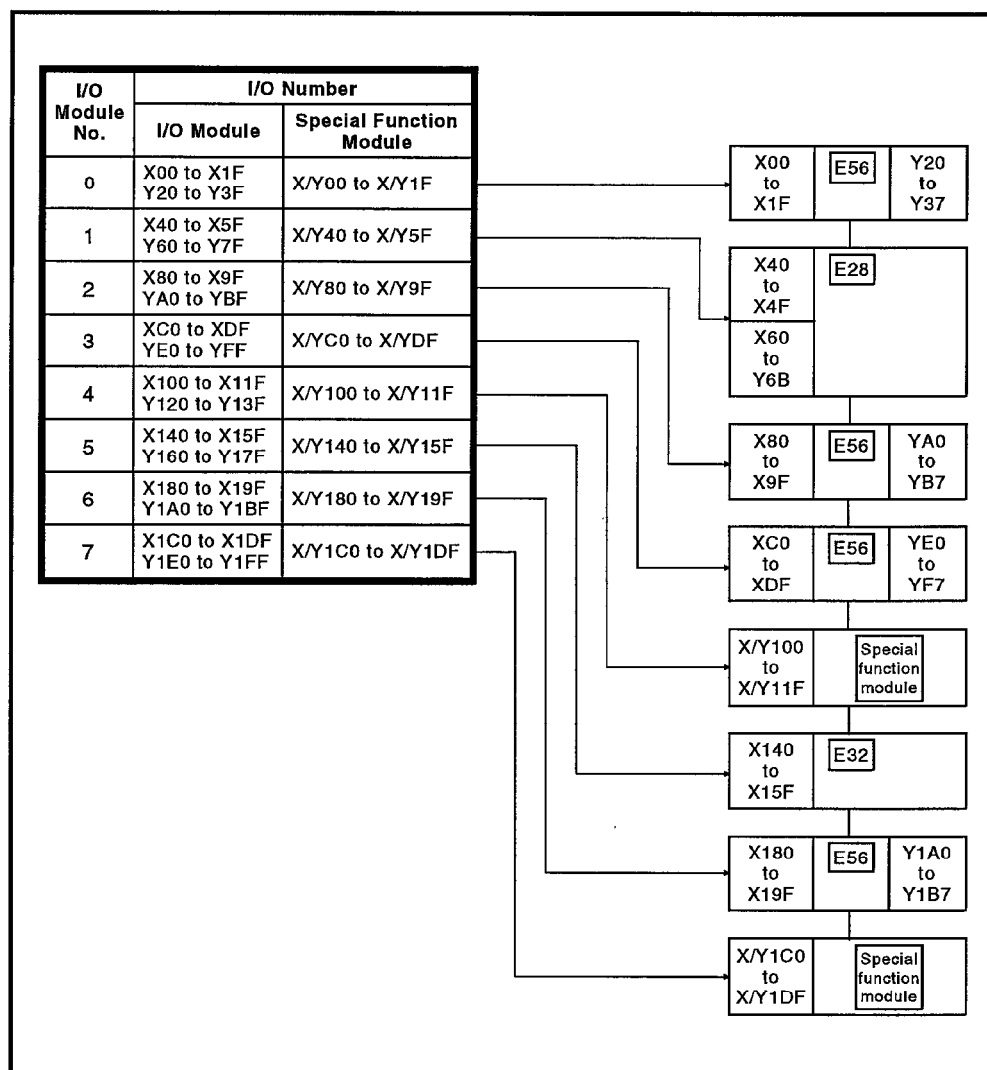 I/O
Module
No.
I/O Number
I/O Module
Special Function
Module
0
X00 to X1F
Y20 to Y3F
X/Y00 to X/Y1F
1
X40 to X5F
Y60 to Y7F
X/Y40 to X/Y5F
2
X80 to X9F
YA0 to YBF
X/Y80 to X/Y9F
3
XC0 to XDF
YE0 to YFF
X/YC0 to X/YDF
4
X100 to X11F
Y120 to Y13F
X/Y100 to X/Y11F
5
X140 to X15F
Y160 to Y17F
X/Y140 to X/Y15F
6
X180 to X19F
Y1A0 to Y1BF
X/Y180 to X/Y19F
7
X1C0 to X1DF
Y1E0 to Y1FF
X/Y1C0 to X/Y1DF
X00
to
X1F
E56
Y20
to
Y37
X40
to
X4F
E28
X60
to
Y6B
X80
to
X9F
E56
YA0
to
YB7
XC0
to
XDF
E56
YE0
to
YF7
X/Y100
to
X/Y11F
Special
function
module
X140
to
X15F
E32
X180
to
X19F
E56
Y1A0
to
Y1B7
X/Y1C0
to
X/Y1DF
Special
function
module